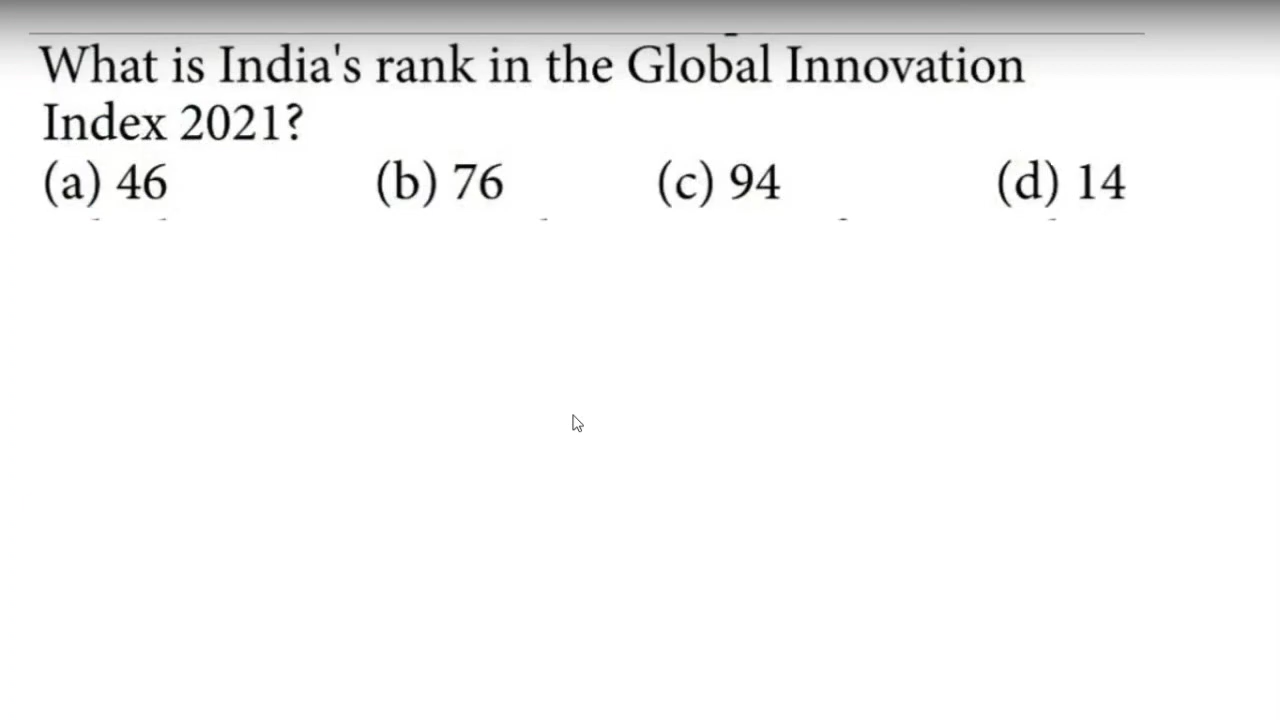 What is India's rank in the Global Innovation
Index 2021?
(a) 46 (b) 76 (c) 94 (d) 14